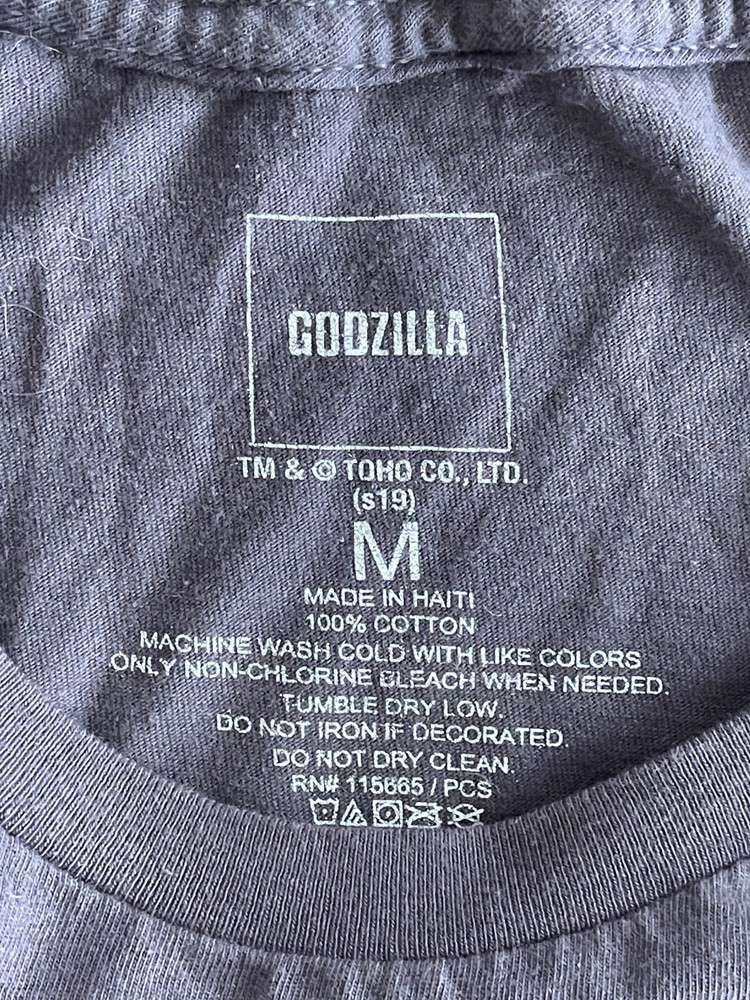 GODZILLA
TM & © TOHO CO., LTD.
(s19)
M
MADE IN HAITI
100% COTTON
MACHINE WASH COLD WITH LIKE COLORS
ONLY NON-CHLORINE BLEACH WHEN NEEDED.
TUMBLE DRY LOW.
DO NOT IRON IF DECORATED.
DO NOT DRY CLEAN.
RN# 115665 / PCS